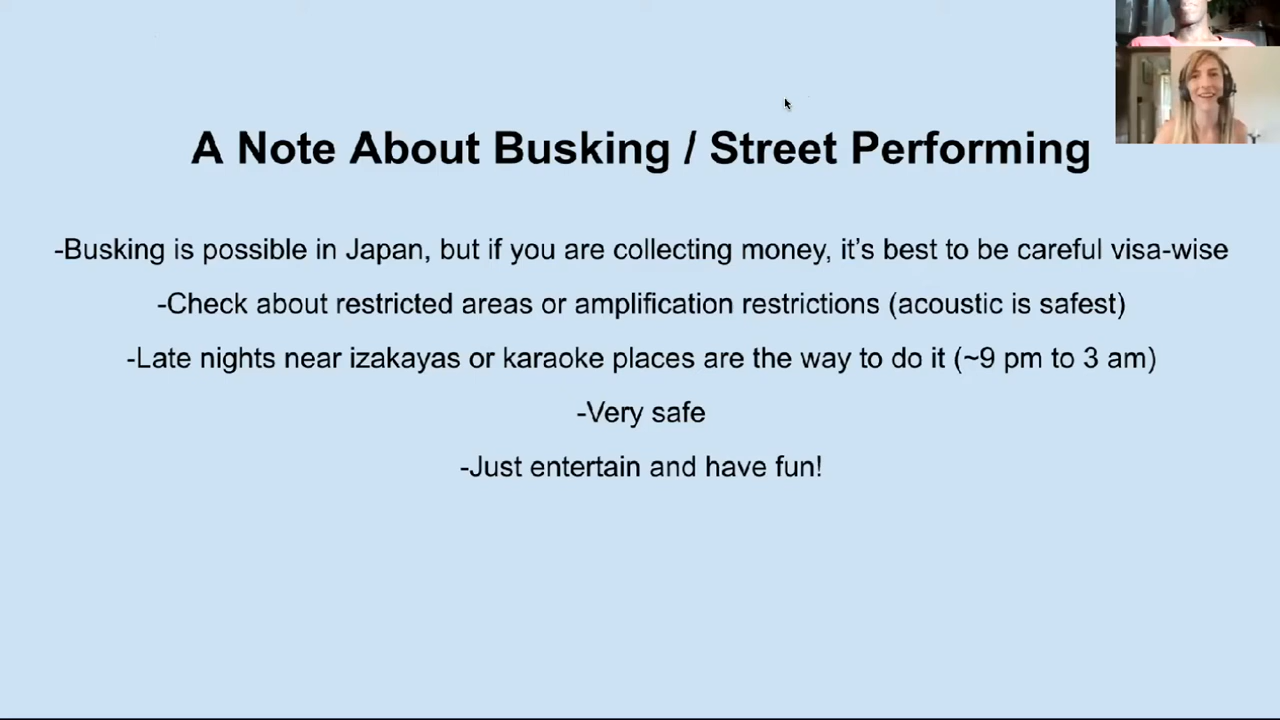 A Note About Busking / Street Performing
-Busking is possible in Japan, but if you are collecting money, it’s best to be careful visa-wise
-Check about restricted areas or amplification restrictions (acoustic is safest)
-Late nights near izakayas or karaoke places are the way to do it (~9 pm to 3 am)
-Very safe
-Just entertain and have fun!